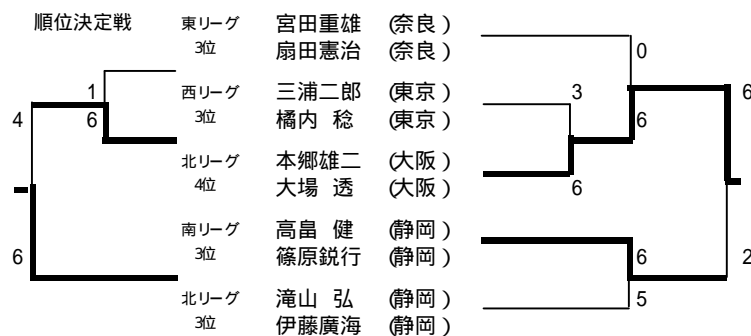 順位決定戦
東リーグ 宮田重雄 (奈良)
3位 扇田憲治 (奈良)
0
1 西リーグ 三浦二郎 (東京) 3 6
4 6 3位 橘内 稔 (東京) 6
北リーグ 本郷雄二 (大阪)
4位 大場 透 (大阪) 6
南リーグ 高畠 健 (静岡)
6 3位 篠原鋭行 (静岡) 6 2
北リーグ 滝山 弘 (静岡) 5
3位 伊藤廣海 (静岡)